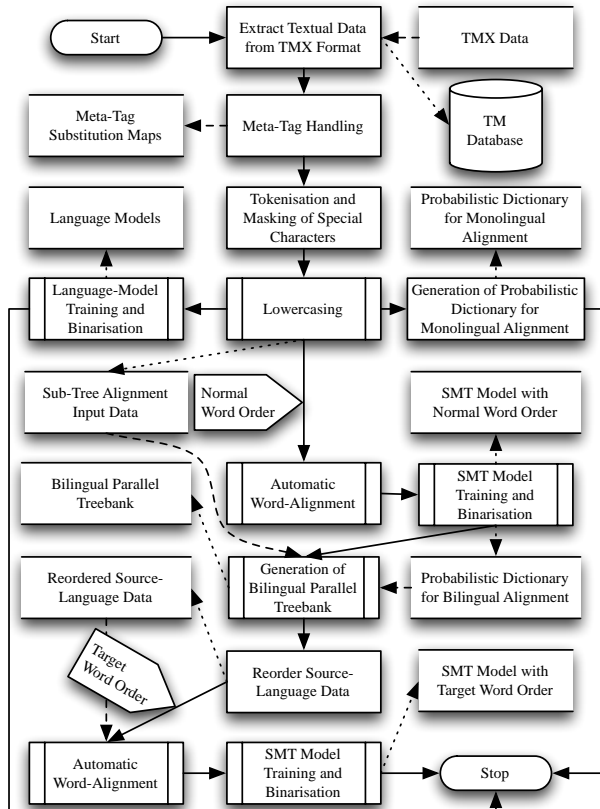 Start
Extract Textual Data
from TMX Format
TMX Data
Meta-Tag
Substitution Maps
Meta-Tag Handling
TM
Database
Language Models
Tokenisation and
Masking of Special
Characters
Probabilistic Dictionary
for Monolingual
Alignment
Language-Model
Training and
Binarisation
Lowercasing
Generation of Probabilistic
Dictionary for
Monolingual Alignment
Sub-Tree Alignment
Input Data
Normal
Word Order
SMT Model with
Normal Word Order
Bilingual Parallel
Treebank
Automatic
Word-Alignment
SMT Model
Training and
Binarisation
Reordered Source-
Language Data
Generation of
Bilingual Parallel
Treebank
Probabilistic Dictionary
for Bilingual Alignment
Target
Word Order
Reorder Source-
Language Data
SMT Model with
Target Word Order
Automatic
Word-Alignment
SMT Model
Training and
Binarisation
Stop